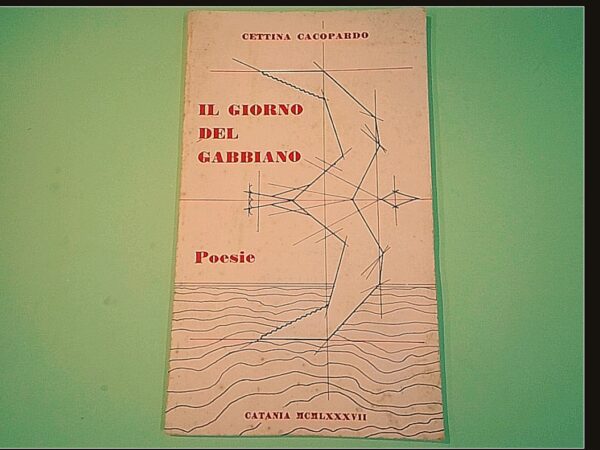 CETTINA CACOPARDO
IL GIORNO
DEL
GABBIANO
Poesie
CATANIA MCMLXXXVII